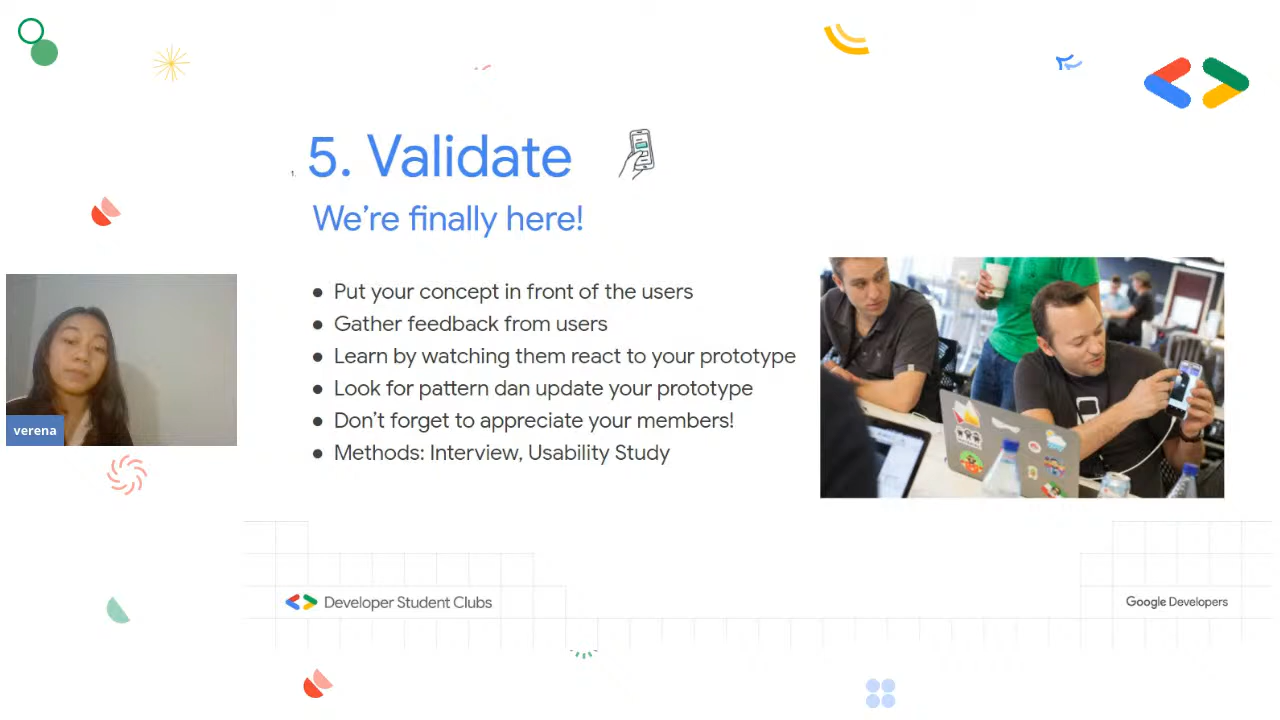 1. 5. Validate
We're finally here!
● Put your concept in front of the users
● Gather feedback from users
● Learn by watching them react to your prototype
● Look for pattern dan update your prototype
● Don't forget to appreciate your members!
● Methods: Interview, Usability Study
verena
Developer Student Clubs
Google Developers